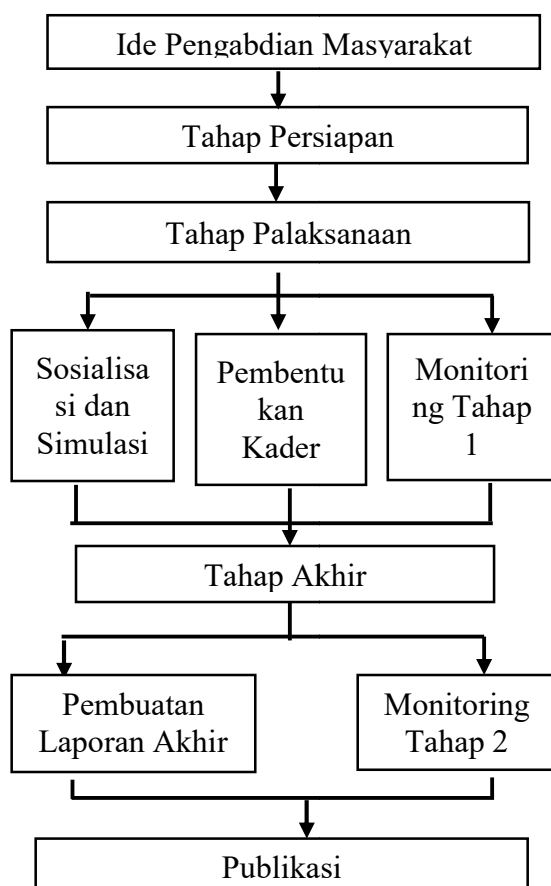 Ide Pengabdian Masyarakat
Tahap Persiapan
Tahap Palaksanaan
Sosialisa
si dan
Simulasi
Pembentu
kan
Kader
Monitori
ng Tahap
1
Tahap Akhir
Pembuatan
Laporan Akhir
Monitoring
Tahap 2
Publikasi